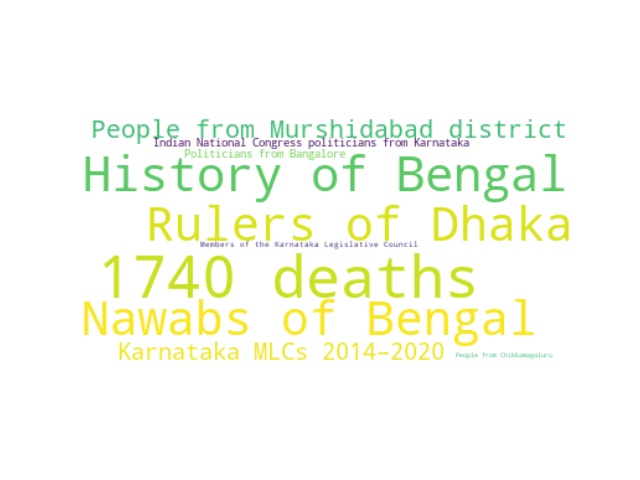 People from Murshidabad district
Indian National Congress politicians from Karnataka
Politicians from Bangalore
History of Bengal
Rulers of Dhaka
Members of the Karnataka Legislative Council
1740 deaths
Nawabs of Bengal
Karnataka MLCs 2014–2020
People from Chikkamagaluru